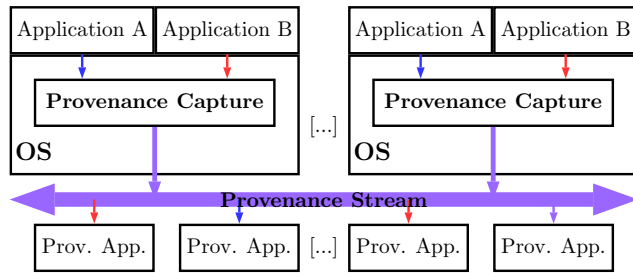 Application A Application B Application A Application B
Provenance Capture Provenance Capture
[...]
OS OS
Provenance Stream
Prov. App. Prov. App. [...] Prov. App. Prov. App.